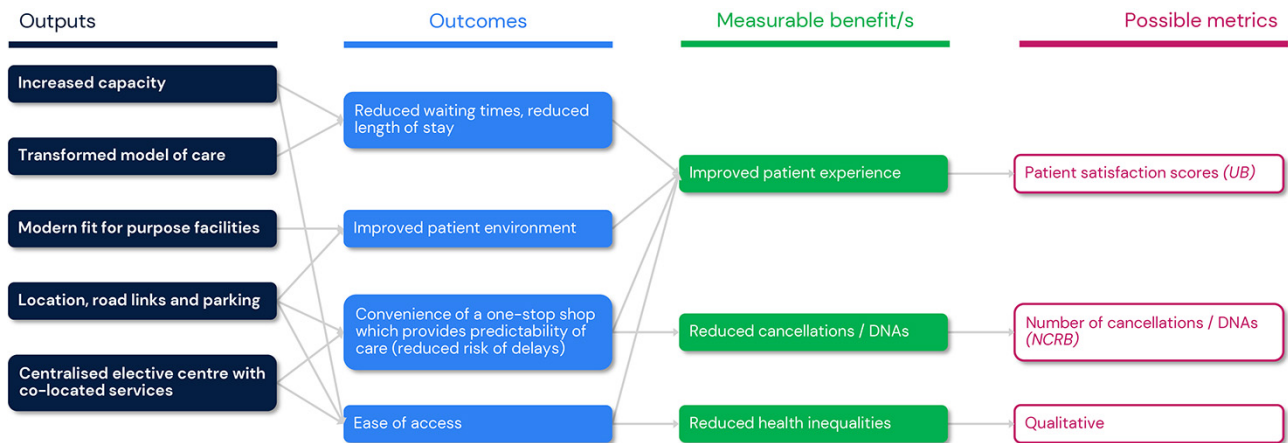 Outputs
Outcomes
Measurable benefit/s
Possible metrics
Increased capacity
Transformed model of care
Modern fit for purpose facilities
Location, road links and parking
Centralised elective centre with
co-located services
Reduced waiting times, reduced
length of stay
Improved patient environment
Convenience of a one-stop shop
which provides predictability of
care (reduced risk of delays)
Ease of access
Improved patient experience
Reduced cancellations / DNAs
Reduced health inequalities
Patient satisfaction scores (UB)
Number of cancellations / DNAs
(NCRB)
Qualitative